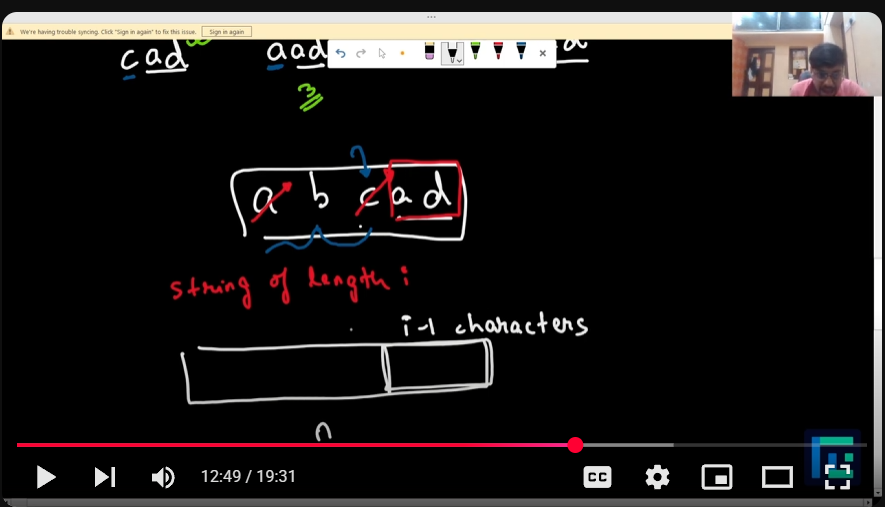 We're having trouble syncing. Click "Sign in again" to fix this issue. Sign in again
cad aad
3
a b c a d
string of length i
i-1 characters
n
12:49 / 19:31
CC